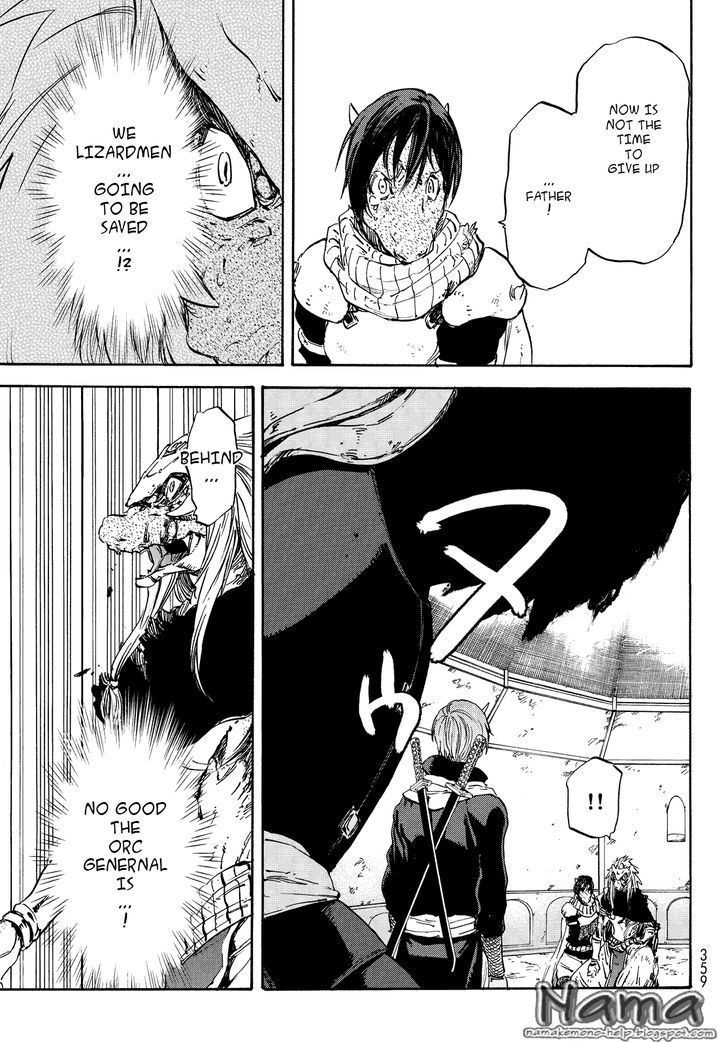 NOW IS
NOT THE
TIME
TO
GIVE UP
...
FATHER
!
WE
LIZARDMEN
...
GOING
TO BE
SAVED
...
!?
!!
BEHIND
...
NO GOOD
THE
ORC
GENERNAL
IS
...
!
359
Nama
namakemono-help.blogspot.com